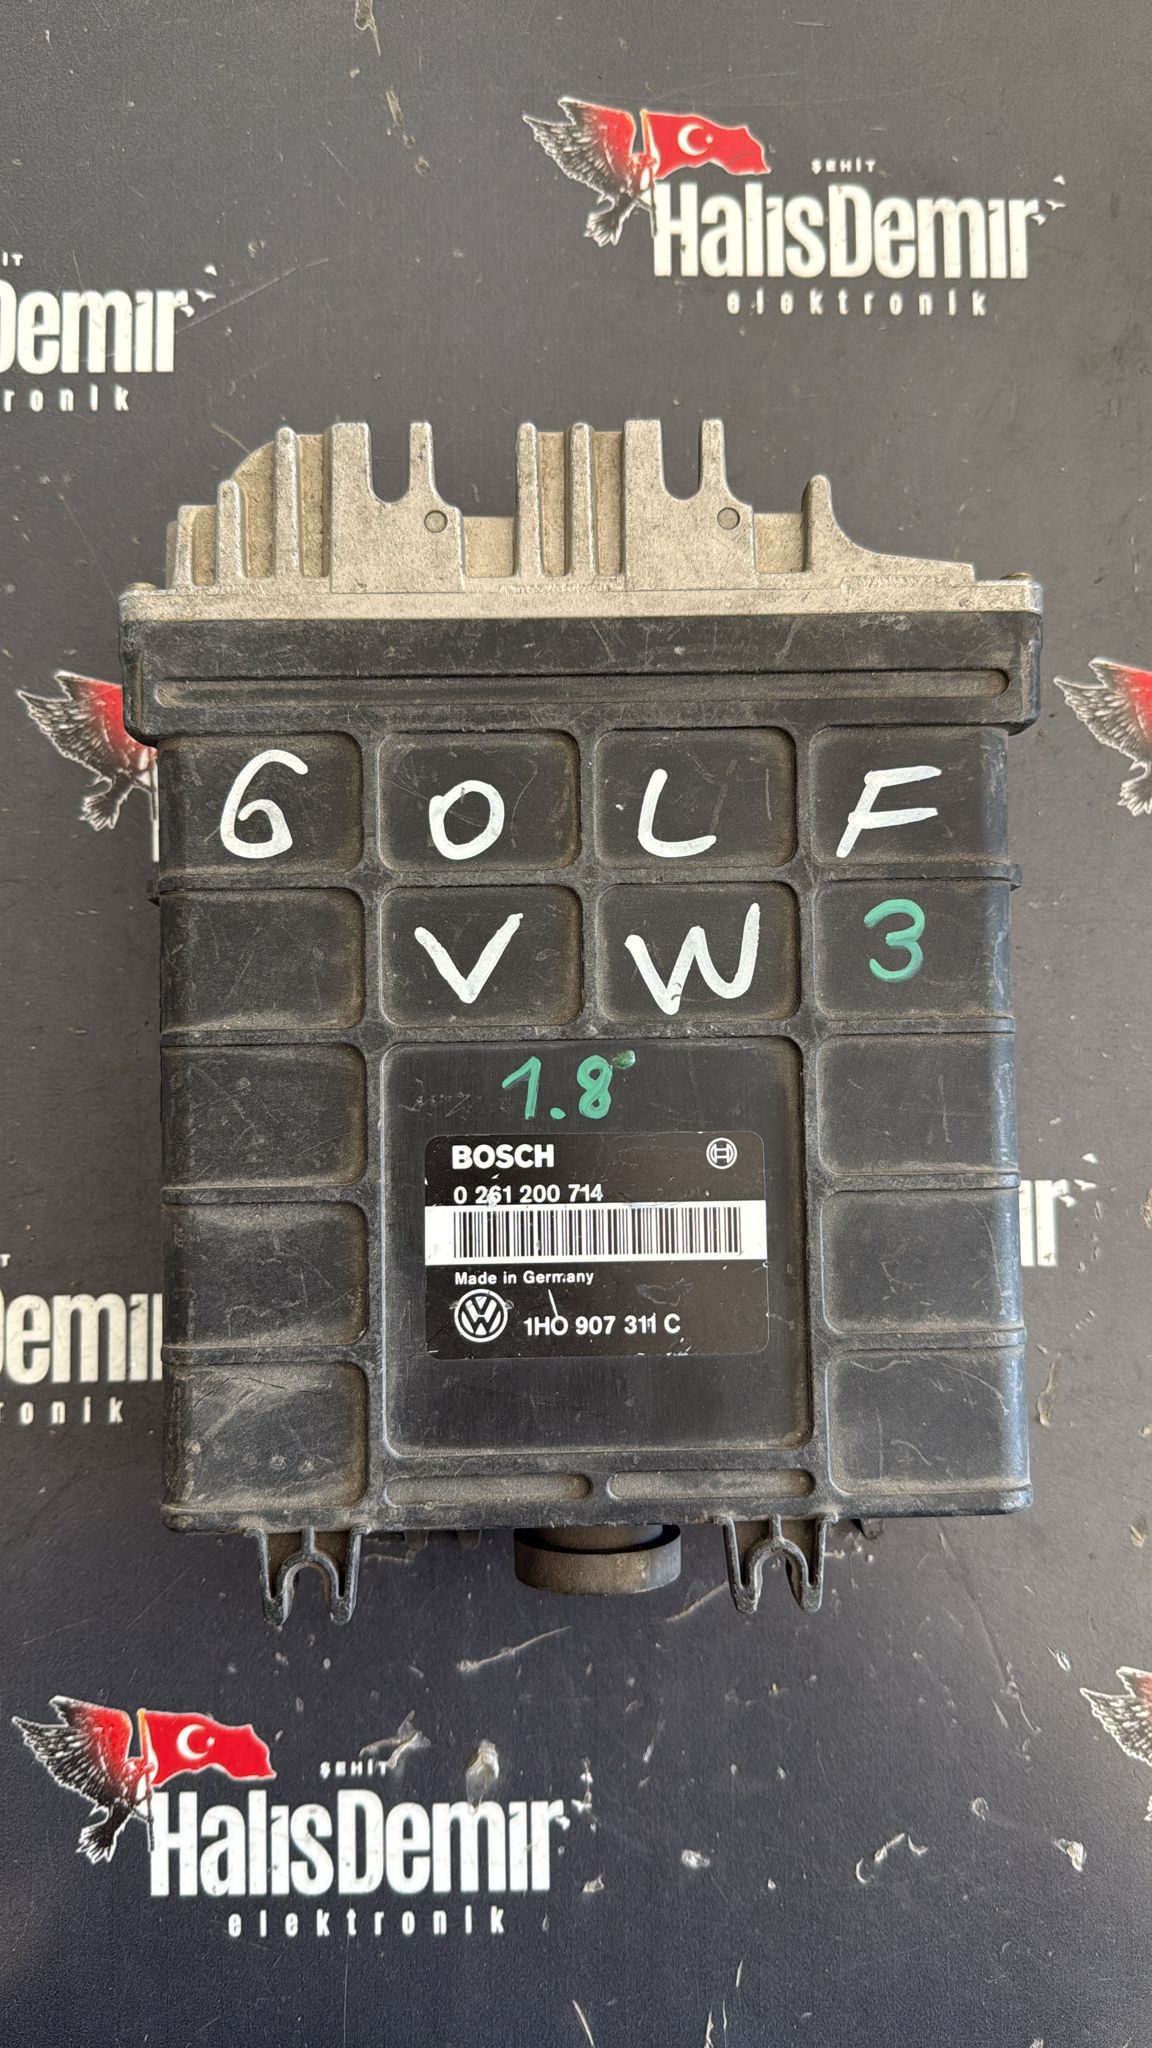 ŞEHİT
HalisDemir
elektronik
Demir
ronik
GOLF
VW 3
1.8
BOSCH
0 261 200 714
Made in Germany
1HO 907 311 C
Demir
ronik
ŞEHİT
HalisDemir
elektronik